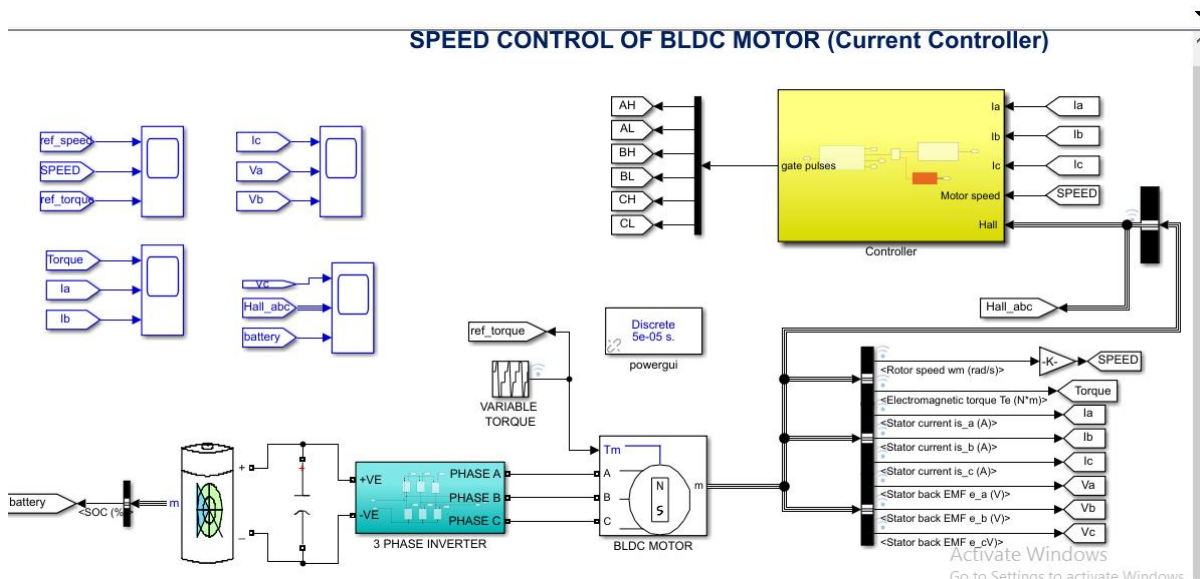 SPEED CONTROL OF BLDC MOTOR (Current Controller)
ref_speed
SPEED
ref_torque
Ic
Va
Vb
Torque
Ia
Ib
vc
Hall_abc
battery
AH
AL
BH
BL
CH
CL
gate pulses
Ia
Ib
Ic
Motor speed
Hall
Controller
Ia
Ib
Ic
SPEED
Hall_abc
ref_torque
VARIABLE
TORQUE
Discrete
5e-05 s.
powergui
<Rotor speed wm (rad/s)>
-K-
SPEED
<Electromagnetic torque Te (N*m)>
Torque
<Stator current is_a (A)>
Ia
<Stator current is_b (A)>
Ib
<Stator current is_c (A)>
Ic
<Stator back EMF e_a (V)>
Va
<Stator back EMF e_b (V)>
Vb
<Stator back EMF e_cV)>
Vc
battery
<SOC (%
m
+
_
+
+VE
-VE
PHASE A
PHASE B
PHASE C
3 PHASE INVERTER
Tm
A
B
C
N
S
m
BLDC MOTOR
Activate Windows
Go to Settings to activate Windows